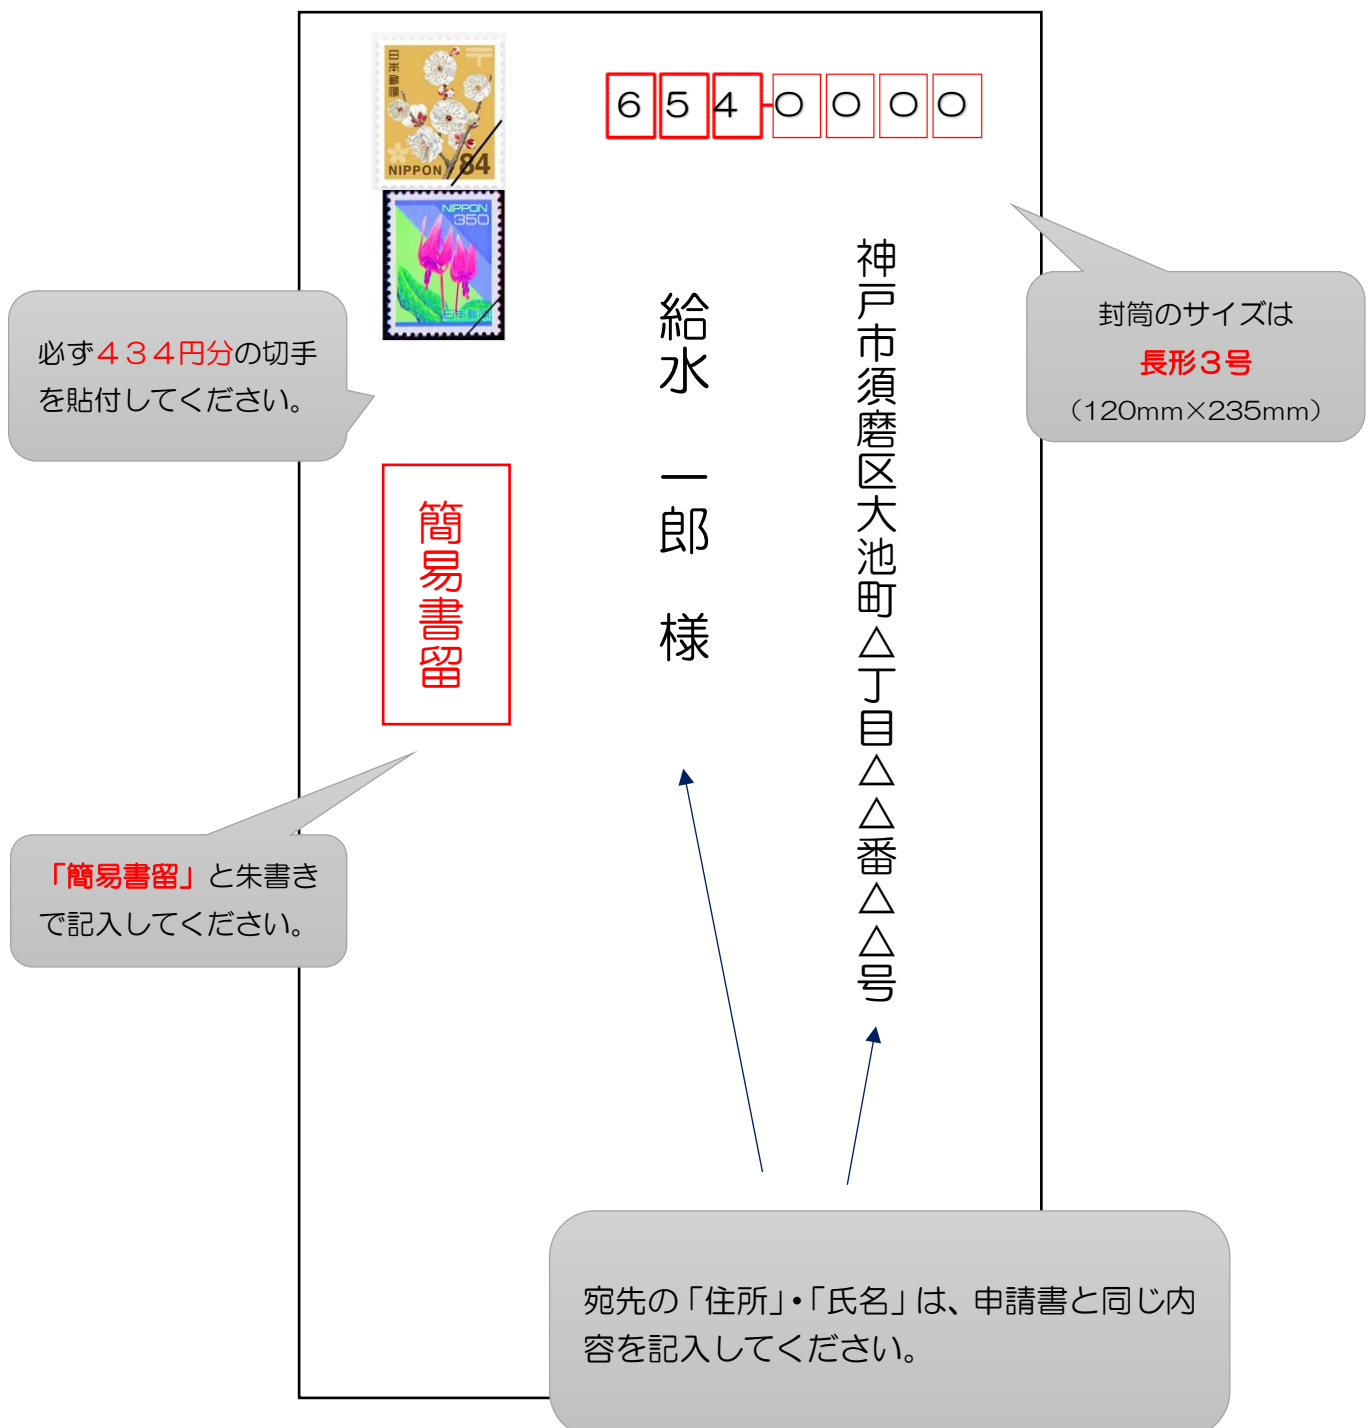 日本郵便
NIPPON 84
NIPPON
350
日本郵便
654-0000
神戸市須磨区大池町△丁目△△番△△号
給水 一郎 様
簡易書留
必ず434円分の切手
を貼付してください。
封筒のサイズは
長形3号
(120mm×235mm)
「簡易書留」と朱書き
で記入してください。
宛先の「住所」・「氏名」は、申請書と同じ内
容を記入してください。